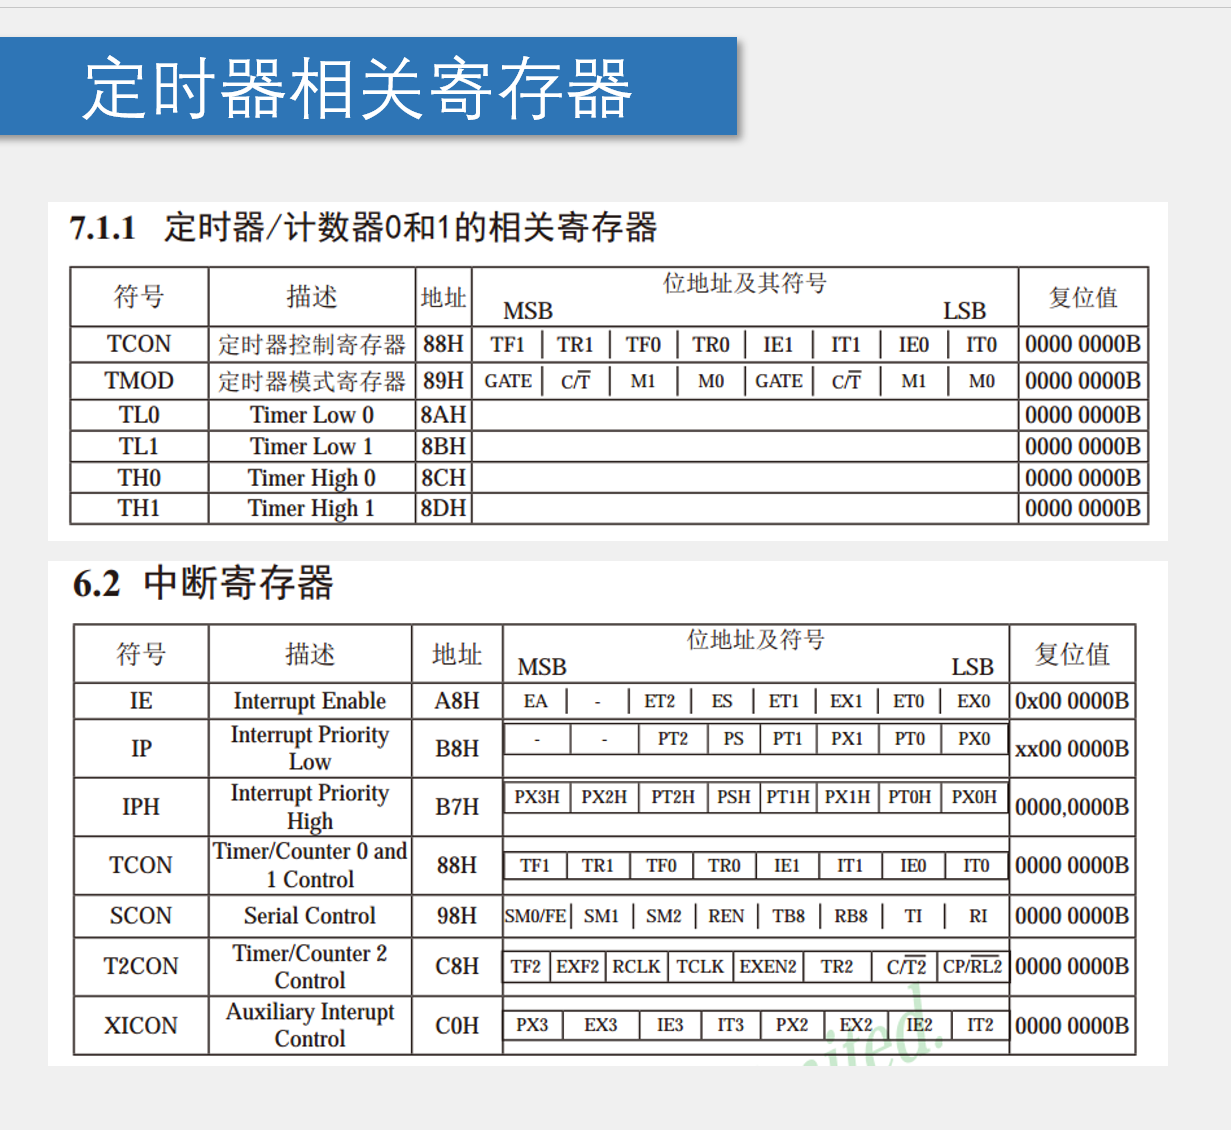 定时器相关寄存器
7.1.1 定时器/计数器0和1的相关寄存器
符号 描述 地址 位地址及其符号 MSB LSB 复位值
TCON 定时器控制寄存器 88H TF1 TR1 TF0 TR0 IE1 IT1 IE0 IT0 0000 0000B
TMOD 定时器模式寄存器 89H GATE C/T̅ M1 M0 GATE C/T̅ M1 M0 0000 0000B
TL0 Timer Low 0 8AH 0000 0000B
TL1 Timer Low 1 8BH 0000 0000B
TH0 Timer High 0 8CH 0000 0000B
TH1 Timer High 1 8DH 0000 0000B
6.2 中断寄存器
符号 描述 地址 位地址及符号 MSB LSB 复位值
IE Interrupt Enable A8H EA - ET2 ES ET1 EX1 ET0 EX0 0x00 0000B
IP Interrupt Priority Low B8H - - PT2 PS PT1 PX1 PT0 PX0 xx00 0000B
IPH Interrupt Priority High B7H PX3H PX2H PT2H PSH PT1H PX1H PT0H PX0H 0000,0000B
TCON Timer/Counter 0 and 1 Control 88H TF1 TR1 TF0 TR0 IE1 IT1 IE0 IT0 0000 0000B
SCON Serial Control 98H SM0/FE SM1 SM2 REN TB8 RB8 TI RI 0000 0000B
T2CON Timer/Counter 2 Control C8H TF2 EXF2 RCLK TCLK EXEN2 TR2 C/T̅2̅ CP/R̅L̅2̅ 0000 0000B
XICON Auxiliary Interupt Control C0H PX3 EX3 IE3 IT3 PX2 EX2 IE2 IT2 0000 0000B